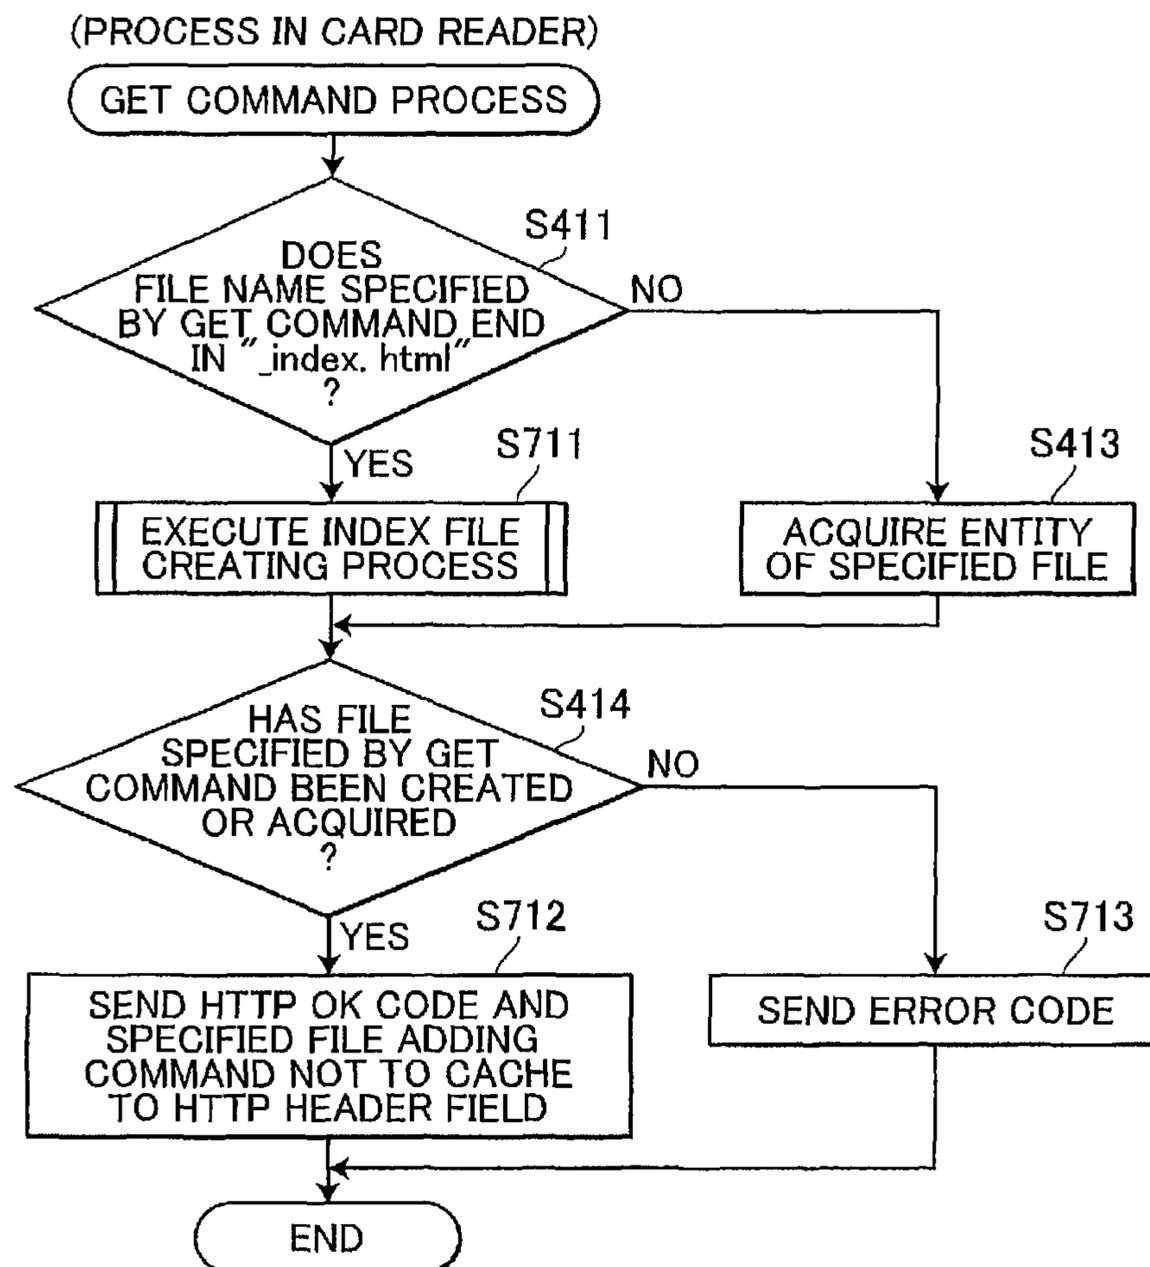 (PROCESS IN CARD READER)
GET COMMAND PROCESS
S411
DOES
FILE NAME SPECIFIED
BY GET COMMAND END
IN "_index. html"
?
NO
YES
S711
EXECUTE INDEX FILE
CREATING PROCESS
S413
ACQUIRE ENTITY
OF SPECIFIED FILE
S414
HAS FILE
SPECIFIED BY GET
COMMAND BEEN CREATED
OR ACQUIRED
?
NO
YES
S712
SEND HTTP OK CODE AND
SPECIFIED FILE ADDING
COMMAND NOT TO CACHE
TO HTTP HEADER FIELD
S713
SEND ERROR CODE
END